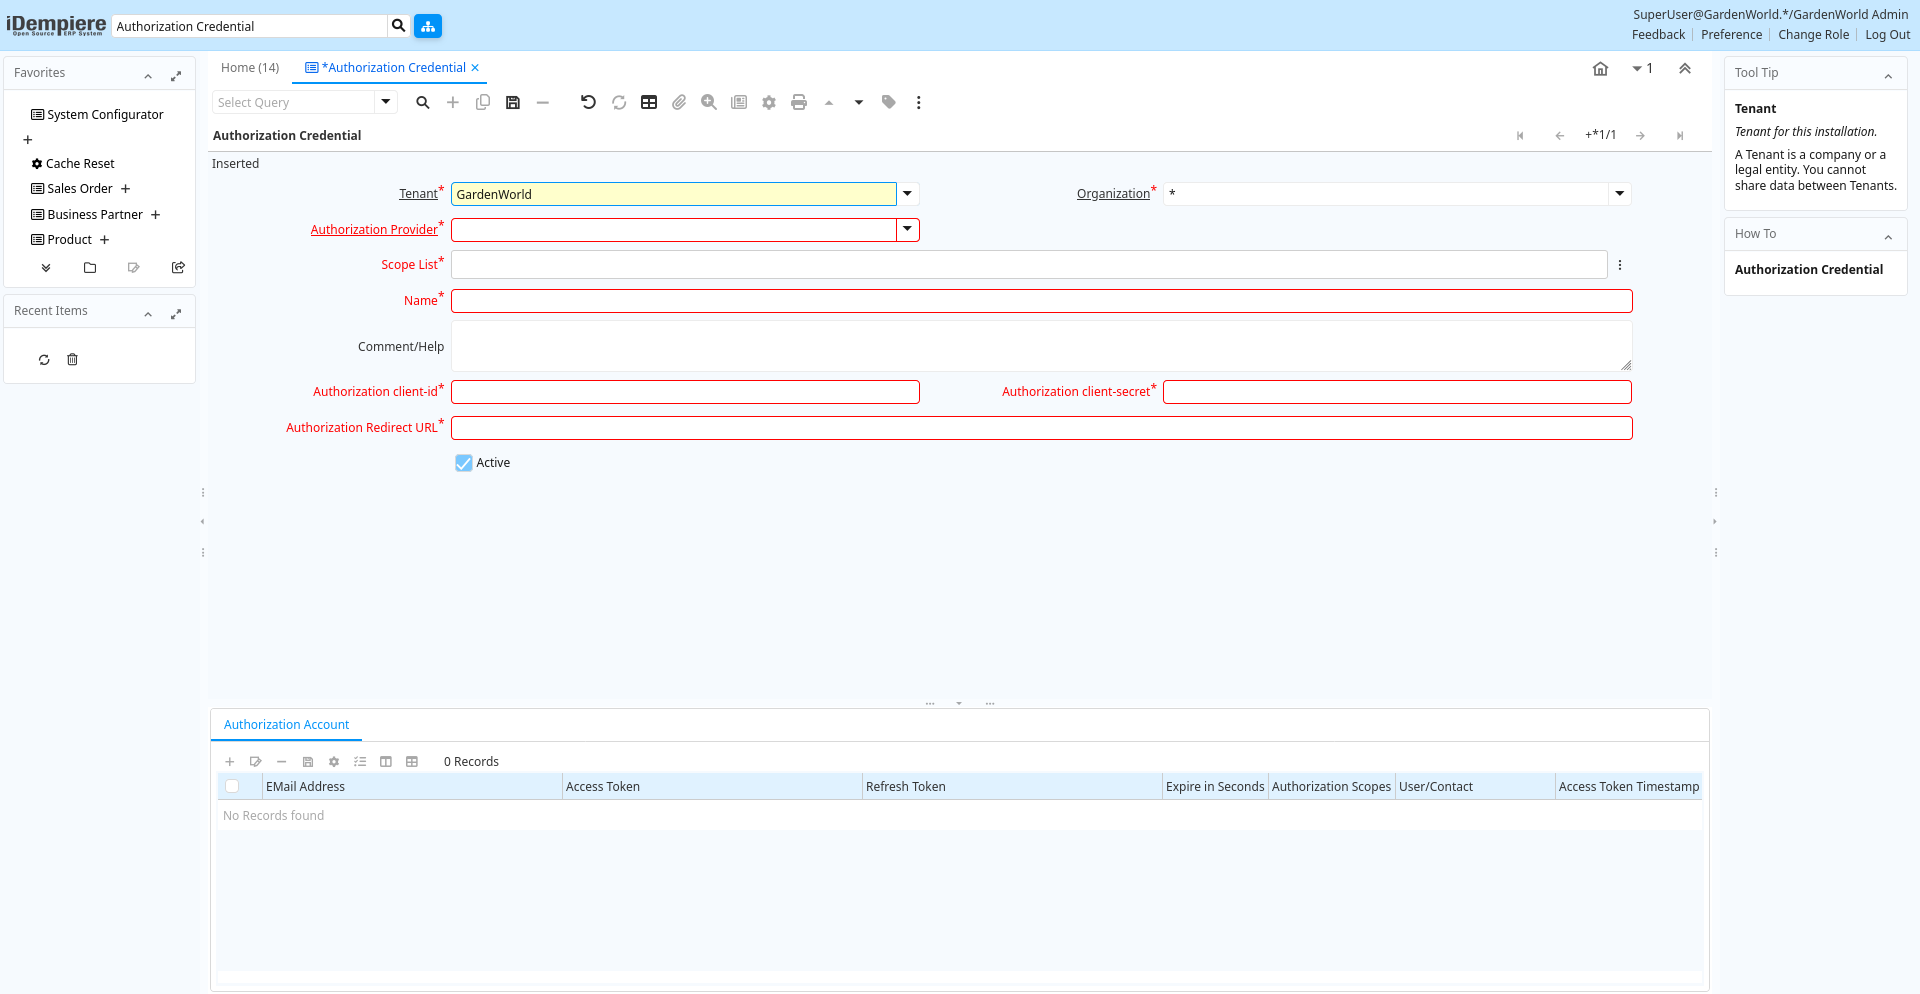 iDempiere
Open Source ERP System
Authorization Credential
SuperUser@GardenWorld.*/GardenWorld Admin
Feedback
Preference
Change Role
Log Out
Favorites
System Configurator
Cache Reset
Sales Order
Business Partner
Product
Recent Items
Home (14)
*Authorization Credential
1
Select Query
Authorization Credential
+*1/1
Inserted
Tenant* GardenWorld
Organization* *
Authorization Provider*
Scope List*
Name*
Comment/Help
Authorization client-id*
Authorization client-secret*
Authorization Redirect URL*
Active
Authorization Account
0 Records
EMail Address
Access Token
Refresh Token
Expire in Seconds
Authorization Scopes
User/Contact
Access Token Timestamp
No Records found
Tool Tip
Tenant
Tenant for this installation.
A Tenant is a company or a
legal entity. You cannot
share data between Tenants.
How To
Authorization Credential